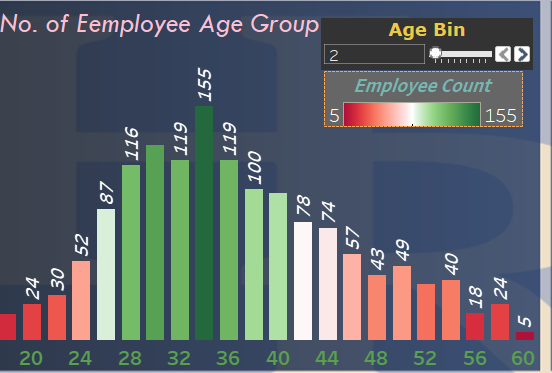 No. of Eemployee Age Group
Age Bin
2
Employee Count
5 155
24 30 52 87 116 119 155 119 100 78 74 57 43 49 40 18 24 5
20 24 28 32 36 40 44 48 52 56 60